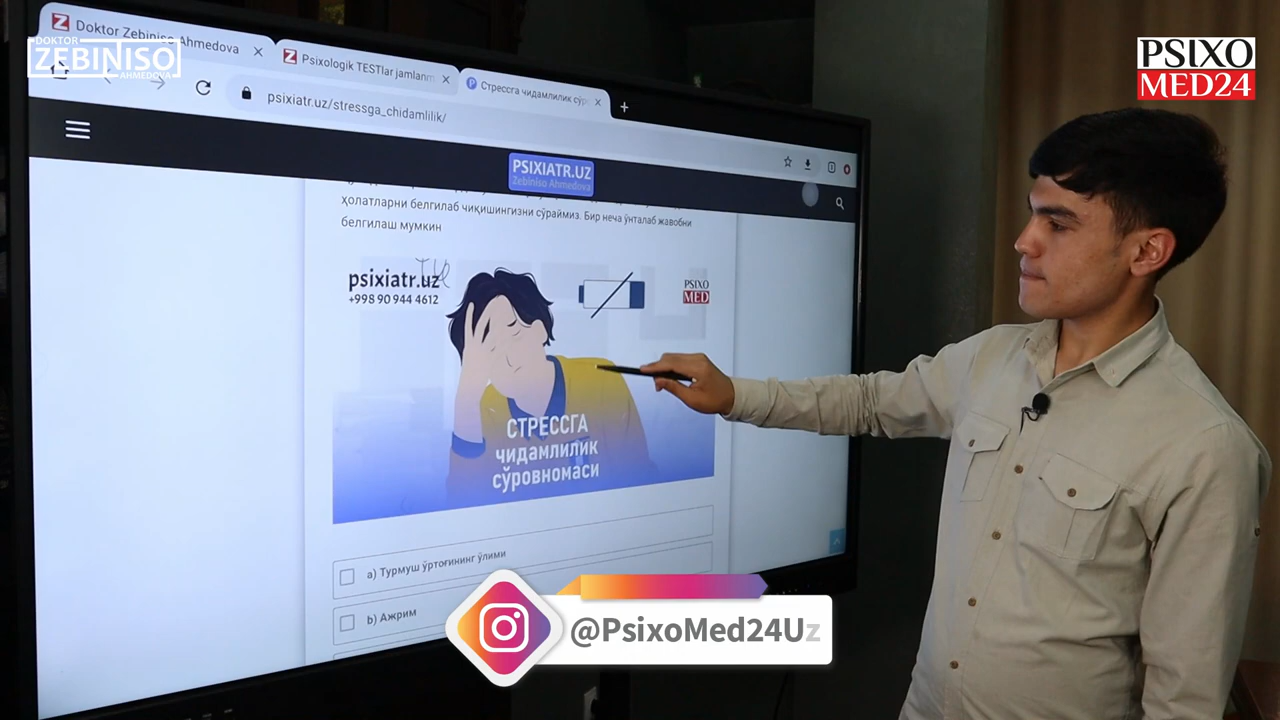 DOKTOR
ZEBINISO
AHMEDOVA
Doktor Zebiniso Ahmedova
Psixologik TESTlar jamlanm
Стрессга чидамлилик сўр
PSIXO
MED24
psixiatr.uz/stressga_chidamlilik/
PSIXIATR.UZ
Zebiniso Ahmedova
ҳолатларни белгилаб чиқишингизни сўраймиз. Бир неча ўнталаб жавобни
белгилаш мумкин
psixiatr.uz
+998 90 944 4612
PSIXO
MED
СТРЕССГА
чидамлилик
сўровномаси
a) Турмуш ўртоғининг ўлими
b) Ажрим
@PsixoMed24Uz